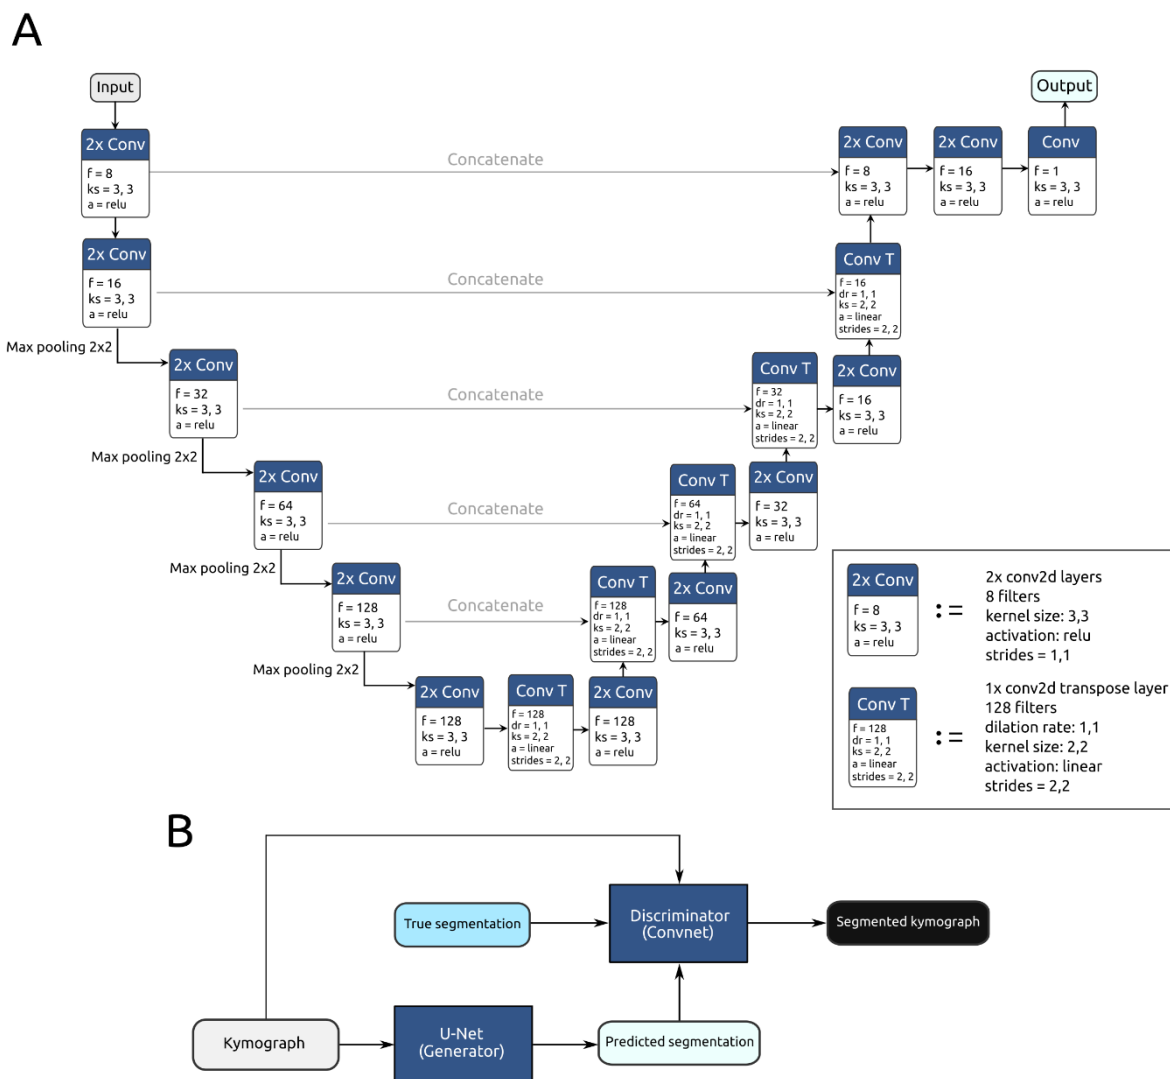 A
Input
Output
2x Conv
f = 8
ks = 3, 3
a = relu
Concatenate
2x Conv
f = 8
ks = 3, 3
a = relu
2x Conv
f = 16
ks = 3, 3
a = relu
Conv
f = 1
ks = 3, 3
a = relu
2x Conv
f = 16
ks = 3, 3
a = relu
Concatenate
Conv T
f = 16
dr = 1, 1
ks = 2, 2
a = linear
strides = 2, 2
Max pooling 2x2
2x Conv
f = 32
ks = 3, 3
a = relu
Concatenate
Conv T
f = 32
dr = 1, 1
ks = 2, 2
a = linear
strides = 2, 2
2x Conv
f = 16
ks = 3, 3
a = relu
Max pooling 2x2
2x Conv
f = 64
ks = 3, 3
a = relu
Concatenate
Conv T
f = 64
dr = 1, 1
ks = 2, 2
a = linear
strides = 2, 2
2x Conv
f = 32
ks = 3, 3
a = relu
Max pooling 2x2
2x Conv
f = 128
ks = 3, 3
a = relu
Concatenate
Conv T
f = 128
dr = 1, 1
ks = 2, 2
a = linear
strides = 2, 2
2x Conv
f = 64
ks = 3, 3
a = relu
Max pooling 2x2
2x Conv
f = 128
ks = 3, 3
a = relu
Conv T
f = 128
dr = 1, 1
ks = 2, 2
a = linear
strides = 2, 2
2x Conv
f = 128
ks = 3, 3
a = relu
2x Conv
f = 8
ks = 3, 3
a = relu
:=
2x conv2d layers
8 filters
kernel size: 3,3
activation: relu
strides = 1,1
Conv T
f = 128
dr = 1, 1
ks = 2, 2
a = linear
strides = 2, 2
:=
1x conv2d transpose layer
128 filters
dilation rate: 1,1
kernel size: 2,2
activation: linear
strides = 2,2
B
True segmentation
Discriminator
(Convnet)
Segmented kymograph
Kymograph
U-Net
(Generator)
Predicted segmentation